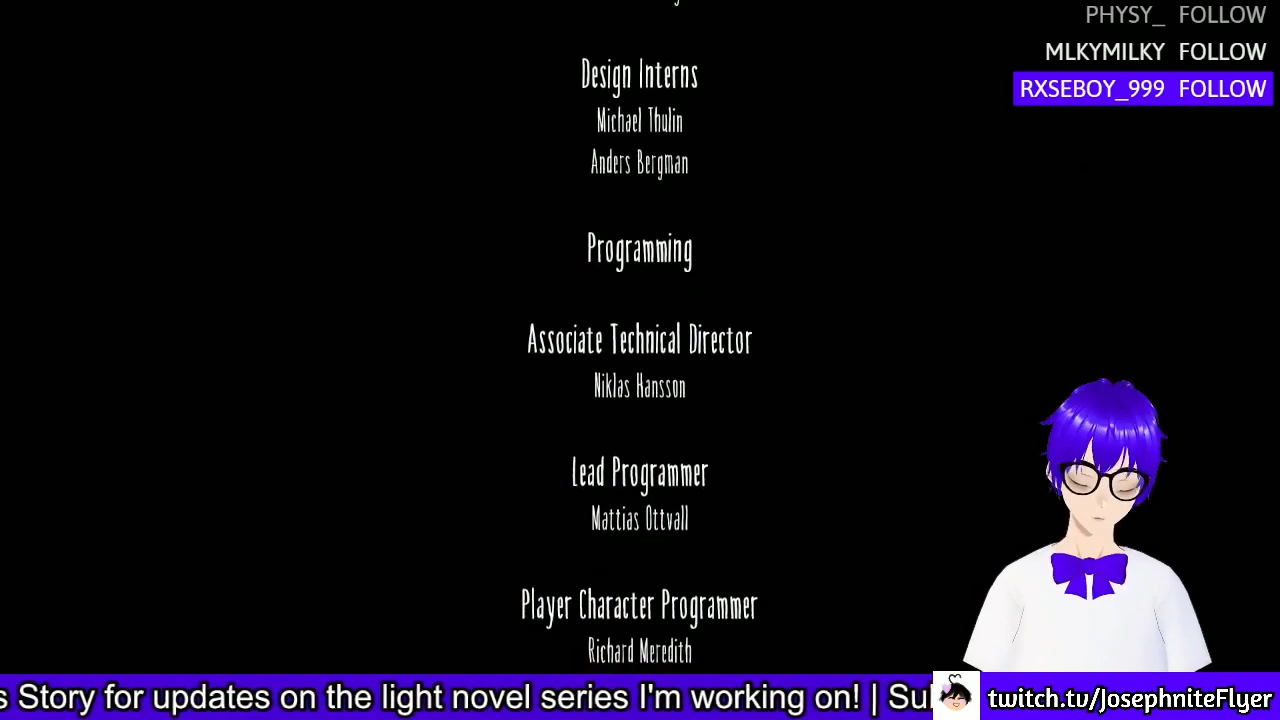 PHYSY_ FOLLOW
MLKYMILKY FOLLOW
RXSEBOY_999 FOLLOW
Design Interns
Michael Thulin
Anders Bergman
Programming
Associate Technical Director
Niklas Hansson
Lead Programmer
Mattias Ottvall
Player Character Programmer
Richard Meredith
s Story for updates on the light novel series I'm working on! | Su
twitch.tv/JosephniteFlyer